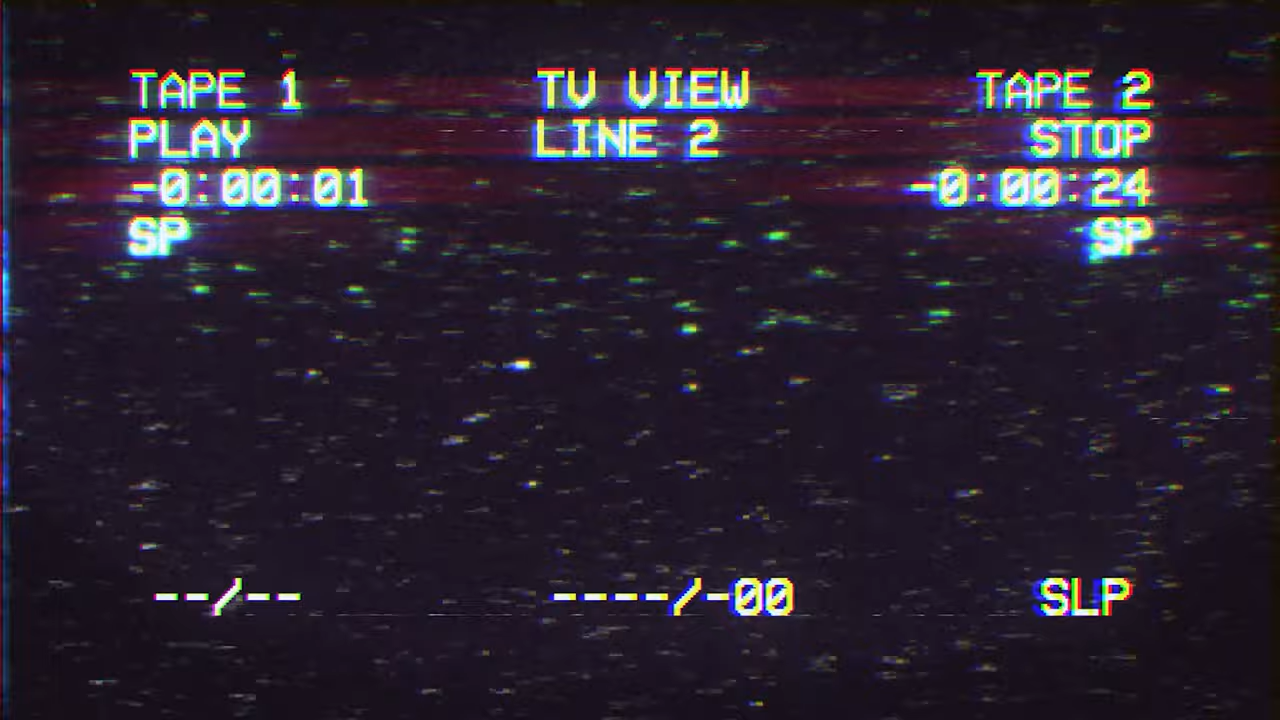 TAPE 1 TV VIEW TAPE 2
PLAY LINE 2 STOP
-0:00:01 -0:00:24
SP SP
--/-- ----/-00 SLP